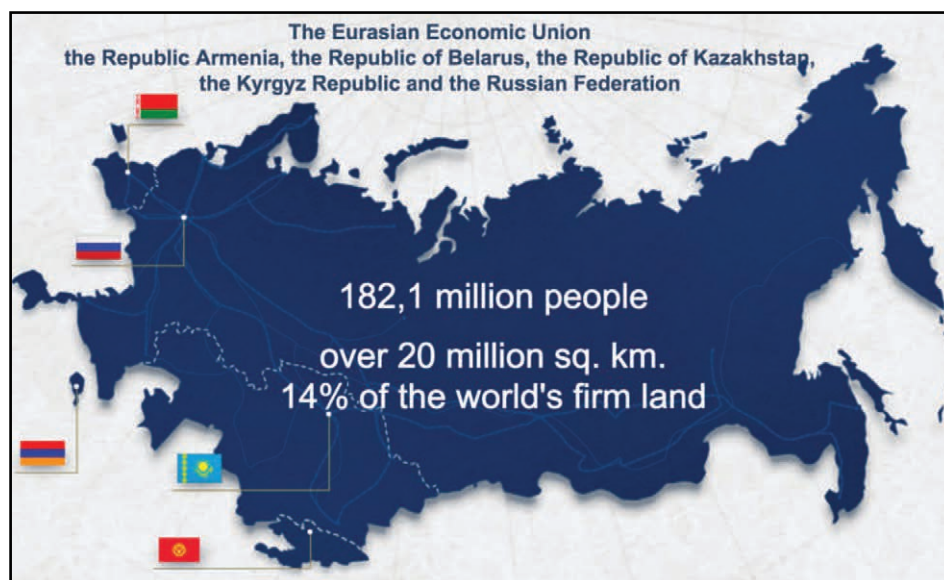 The Eurasian Economic Union
the Republic Armenia, the Republic of Belarus, the Republic of Kazakhstan,
the Kyrgyz Republic and the Russian Federation
182,1 million people
over 20 million sq. km.
14% of the world's firm land